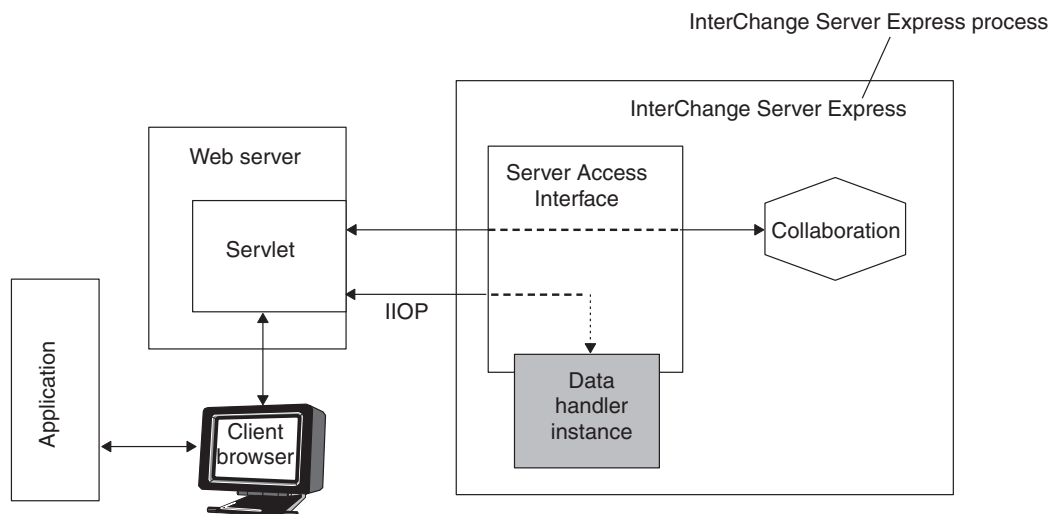 InterChange Server Express process
InterChange Server Express
Web server
Server Access
Interface
Servlet
Collaboration
IIOP
Application
Client
browser
Data
handler
instance